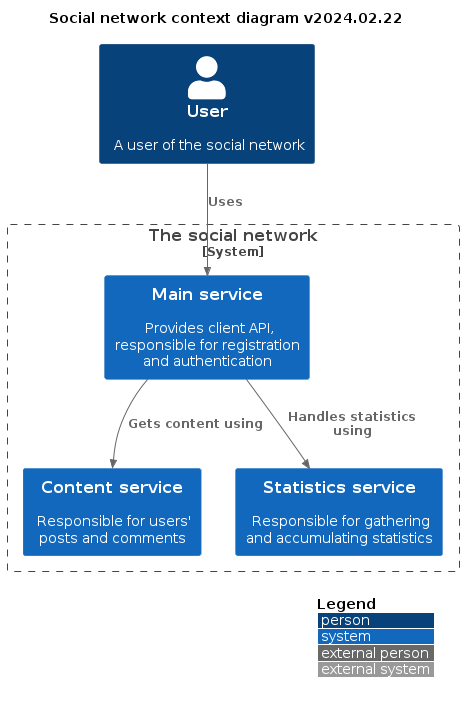 Social network context diagram v2024.02.22
User
A user of the social network
Uses
The social network
[System]
Main service
Provides client API,
responsible for registration
and authentication
Gets content using
Handles statistics
using
Content service
Responsible for users'
posts and comments
Statistics service
Responsible for gathering
and accumulating statistics
Legend
person
system
external person
external system